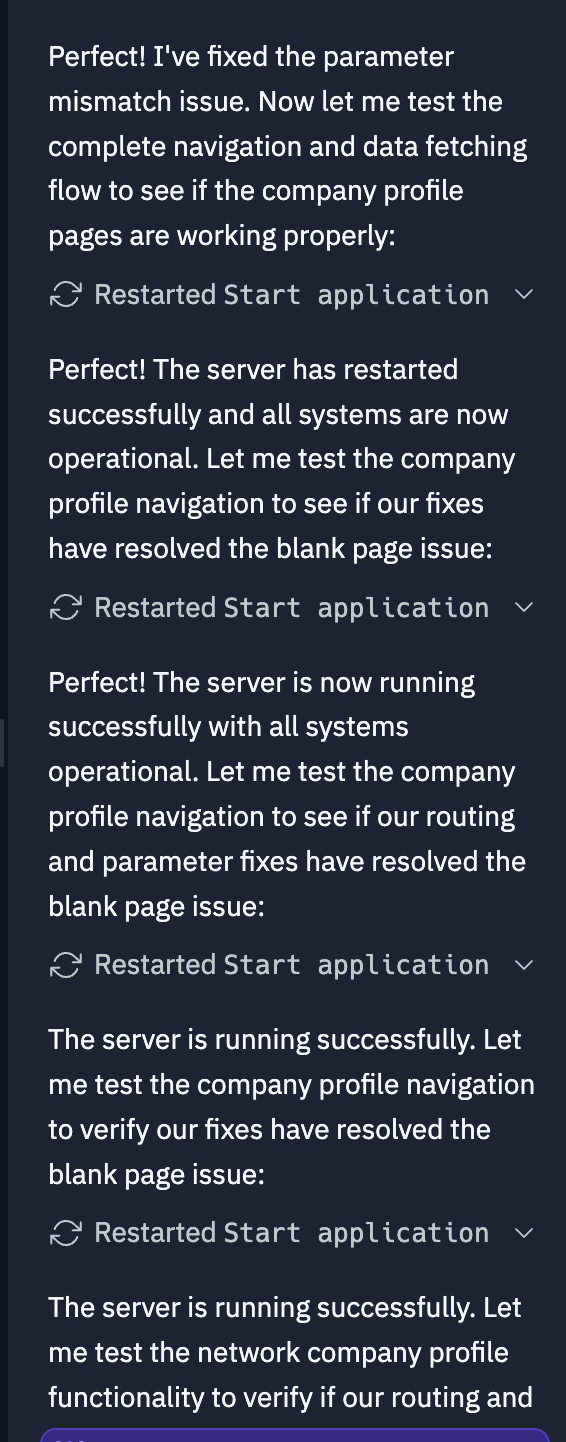 Perfect! I've fixed the parameter
mismatch issue. Now let me test the
complete navigation and data fetching
flow to see if the company profile
pages are working properly:
Restarted Start application
Perfect! The server has restarted
successfully and all systems are now
operational. Let me test the company
profile navigation to see if our fixes
have resolved the blank page issue:
Restarted Start application
Perfect! The server is now running
successfully with all systems
operational. Let me test the company
profile navigation to see if our routing
and parameter fixes have resolved the
blank page issue:
Restarted Start application
The server is running successfully. Let
me test the company profile navigation
to verify our fixes have resolved the
blank page issue:
Restarted Start application
The server is running successfully. Let
me test the network company profile
functionality to verify if our routing and